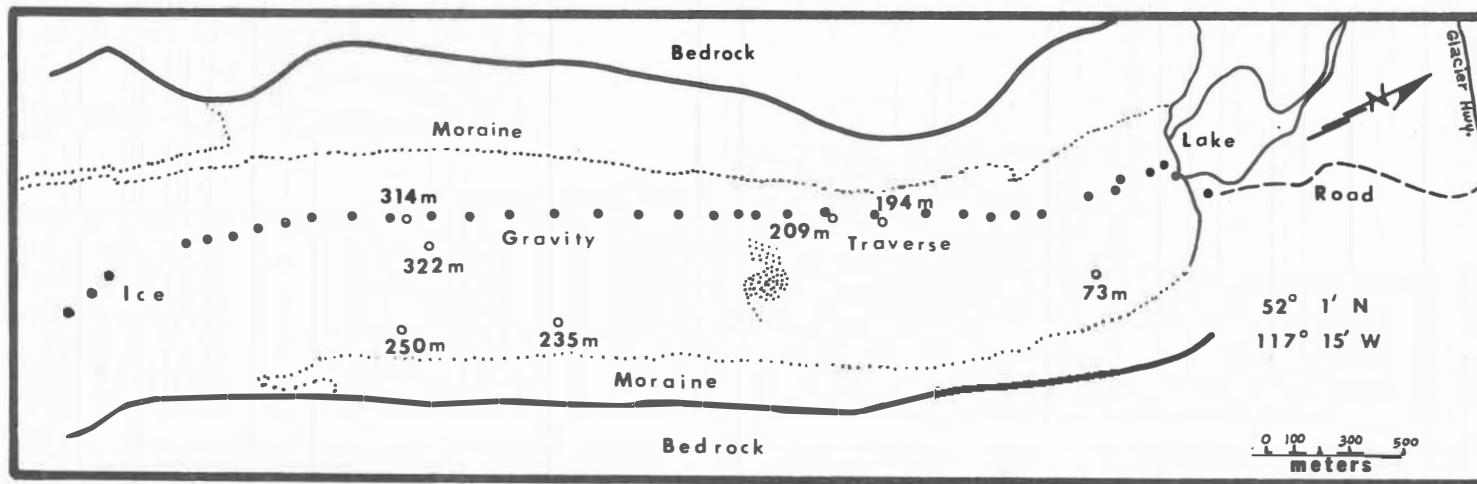 Bedrock
Glacier Hwy.
N
Moraine
Lake
314m
194m
Road
Gravity
209m
Traverse
322m
Ice
73m
52° 1' N
250m
235m
117° 15' W
Moraine
Bedrock
0 100 300 500
meters